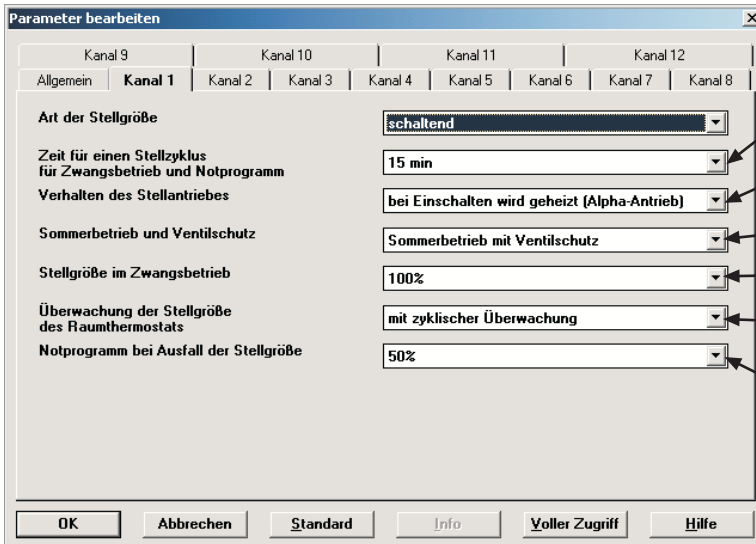 Parameter bearbeiten
Kanal 9 Kanal 10 Kanal 11 Kanal 12
Allgemein Kanal 1 Kanal 2 Kanal 3 Kanal 4 Kanal 5 Kanal 6 Kanal 7 Kanal 8
Art der Stellgröße schaltend
Zeit für einen Stellzyklus
für Zwangsbetrieb und Notprogramm 15 min
Verhalten des Stellantriebes bei Einschalten wird geheizt (Alpha-Antrieb)
Sommerbetrieb und Ventilschutz Sommerbetrieb mit Ventilschutz
Stellgröße im Zwangsbetrieb 100%
Überwachung der Stellgröße
des Raumthermostats mit zyklischer Überwachung
Notprogramm bei Ausfall der Stellgröße 50%
OK Abbrechen Standard Info Voller Zugriff Hilfe